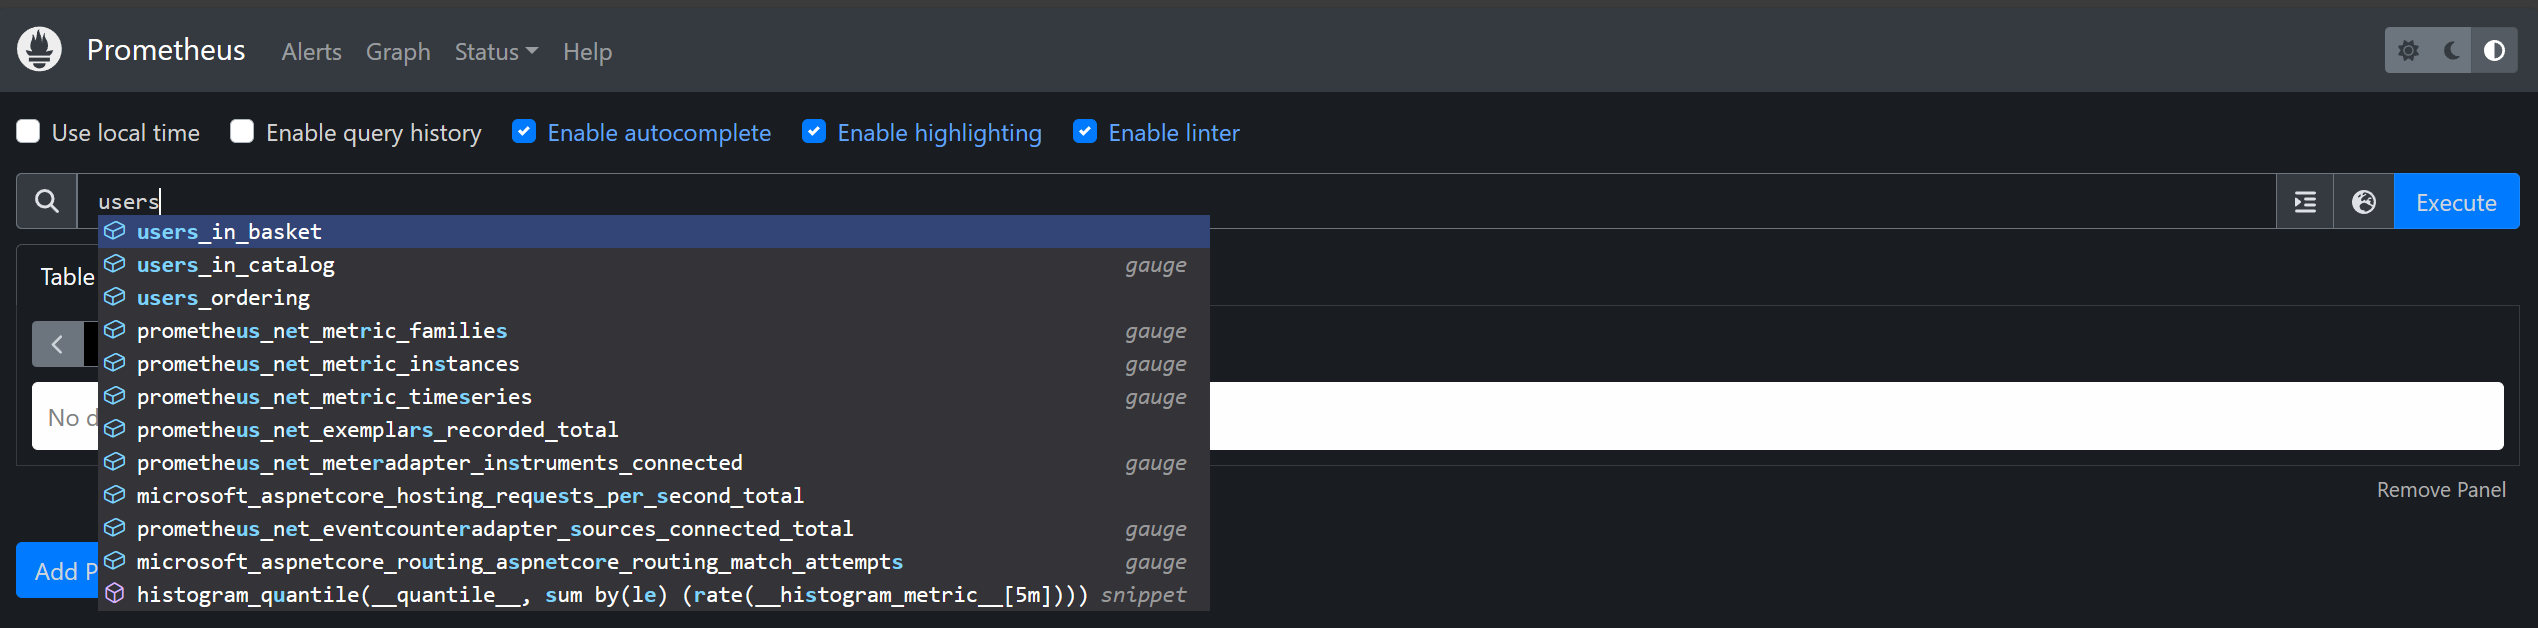 Prometheus Alerts Graph Status Help
Use local time Enable query history Enable autocomplete Enable highlighting Enable linter
users Execute
Table
users_in_basket
users_in_catalog gauge
users_ordering
prometheus_net_metric_families gauge
prometheus_net_metric_instances gauge
prometheus_net_metric_timeseries gauge
No d
prometheus_net_exemplars_recorded_total
prometheus_net_meteradapter_instruments_connected gauge
microsoft_aspnetcore_hosting_requests_per_second_total
Remove Panel
prometheus_net_eventcounteradapter_sources_connected_total gauge
microsoft_aspnetcore_routing_aspnetcore_routing_match_attempts gauge
Add P
histogram_quantile(__quantile__, sum by(le) (rate(__histogram_metric__[5m]))) snippet